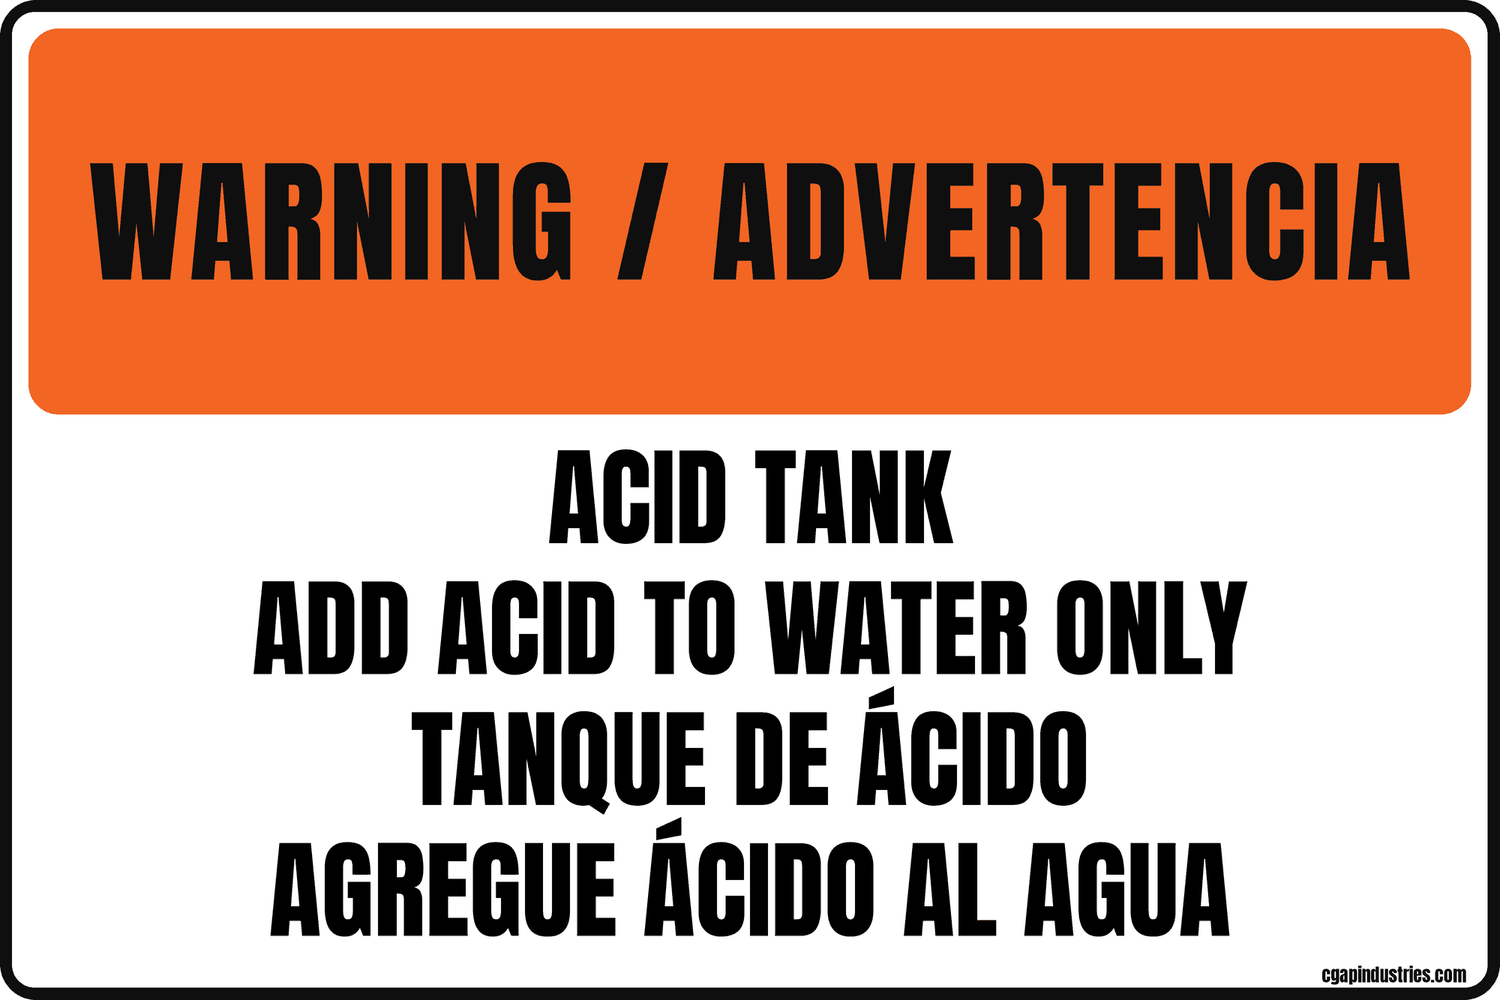 WARNING / ADVERTENCIA
ACID TANK
ADD ACID TO WATER ONLY
TANQUE DE ÁCIDO
AGREGUE ÁCIDO AL AGUA
cgapindustries.com